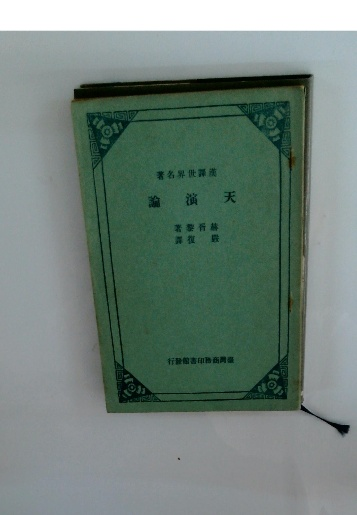 漢譯世界名著
天演論
赫胥黎著
嚴復譯
商務印書館發行